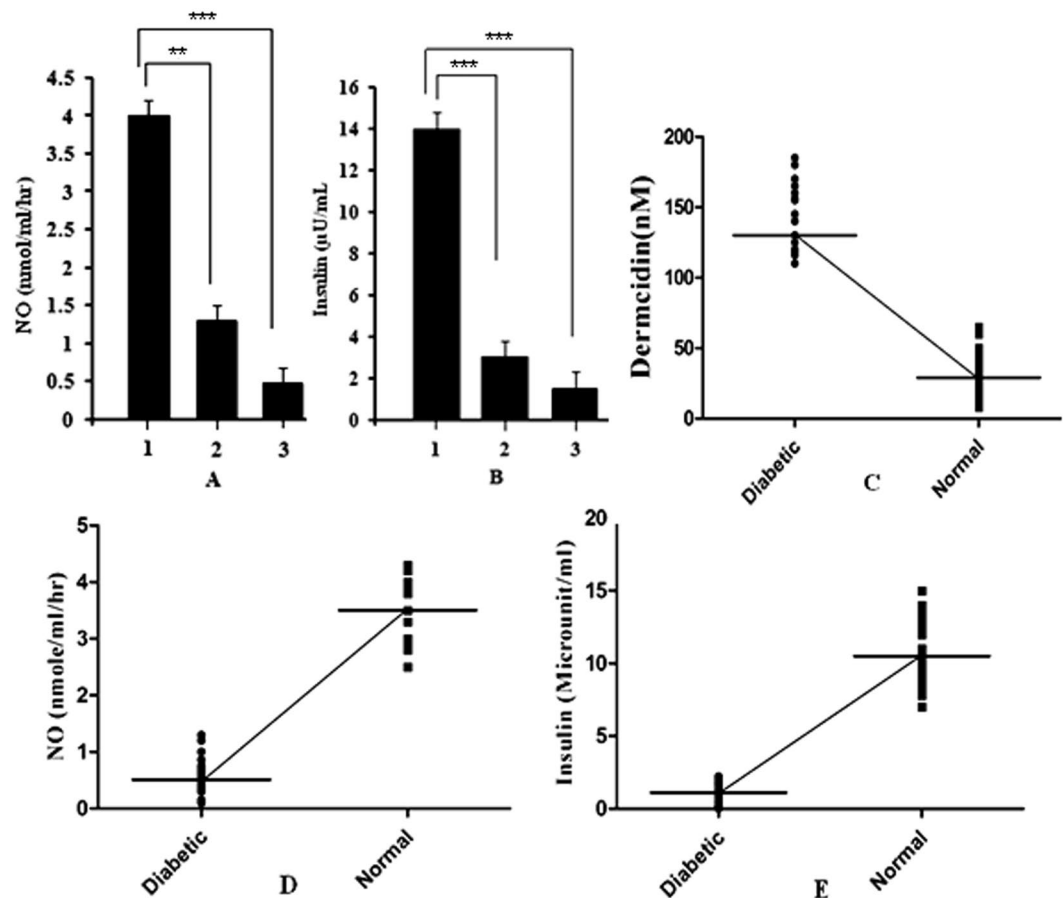 ***
**
NO (nmol/ml/hr)
4.5
4
3.5
3
2.5
2
1.5
1
0.5
0
1 2 3
A
***
***
Insulin (µU/mL
16
14
12
10
8
6
4
2
0
1 2 3
B
Dermcidin(nM)
200
150
100
50
0
Diabetic
Normal
C
NO (nmole/ml/hr)
5
4
3
2
1
0
Diabetic
Normal
D
Insulin (Microunit/ml)
20
15
10
5
0
Diabetic
Normal
E